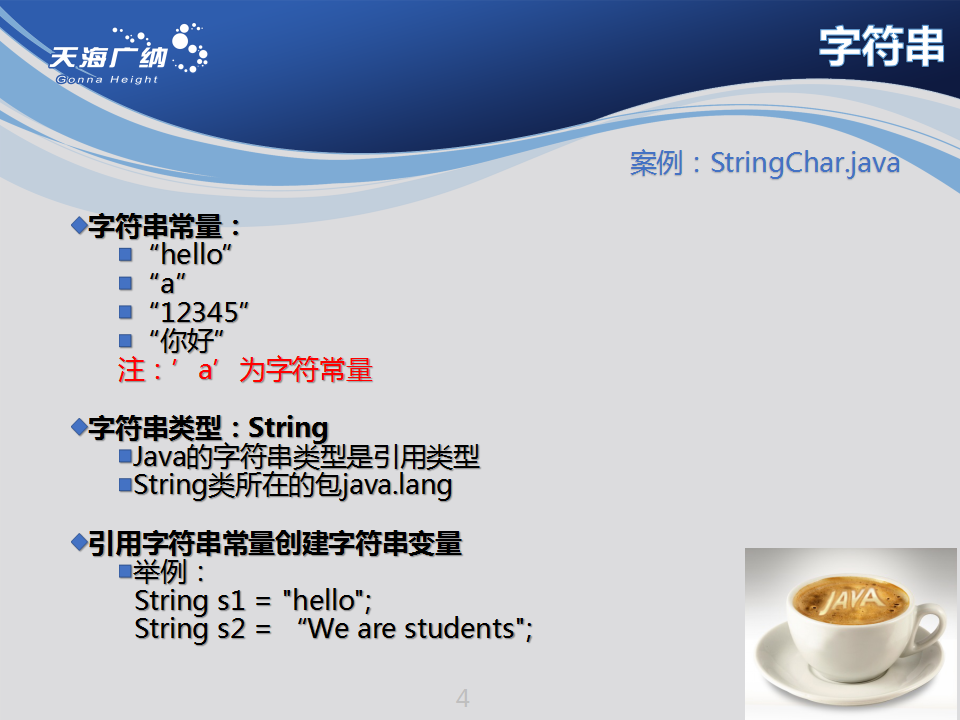 天海广纳
Gonna Height
字符串
案例：StringChar.java
字符串常量：
“hello”
“a”
“12345”
“你好”
注：’a’为字符常量
字符串类型：String
Java的字符串类型是引用类型
String类所在的包java.lang
引用字符串常量创建字符串变量
举例：
String s1 = "hello";
String s2 = “We are students";
JAVA
4